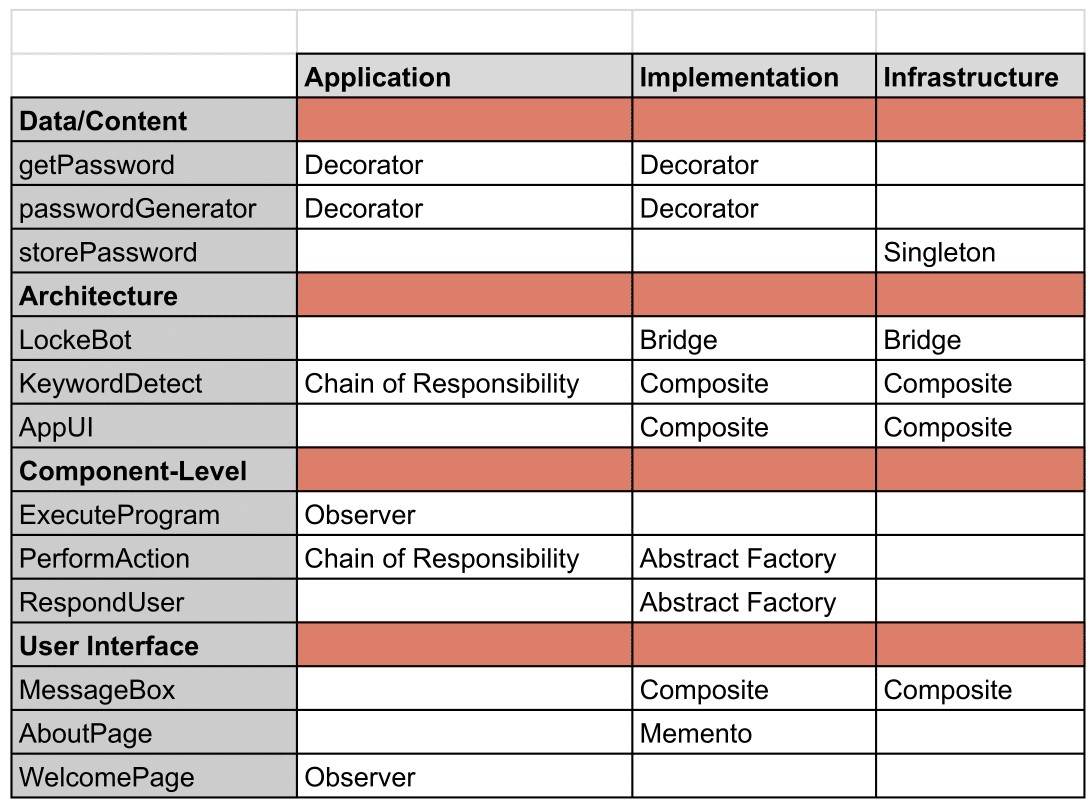 Application Implementation Infrastructure
Data/Content
getPassword Decorator Decorator
passwordGenerator Decorator Decorator
storePassword Singleton
Architecture
LockeBot Bridge Bridge
KeywordDetect Chain of Responsibility Composite Composite
AppUI Composite Composite
Component-Level
ExecuteProgram Observer
PerformAction Chain of Responsibility Abstract Factory
RespondUser Abstract Factory
User Interface
MessageBox Composite Composite
AboutPage Memento
WelcomePage Observer